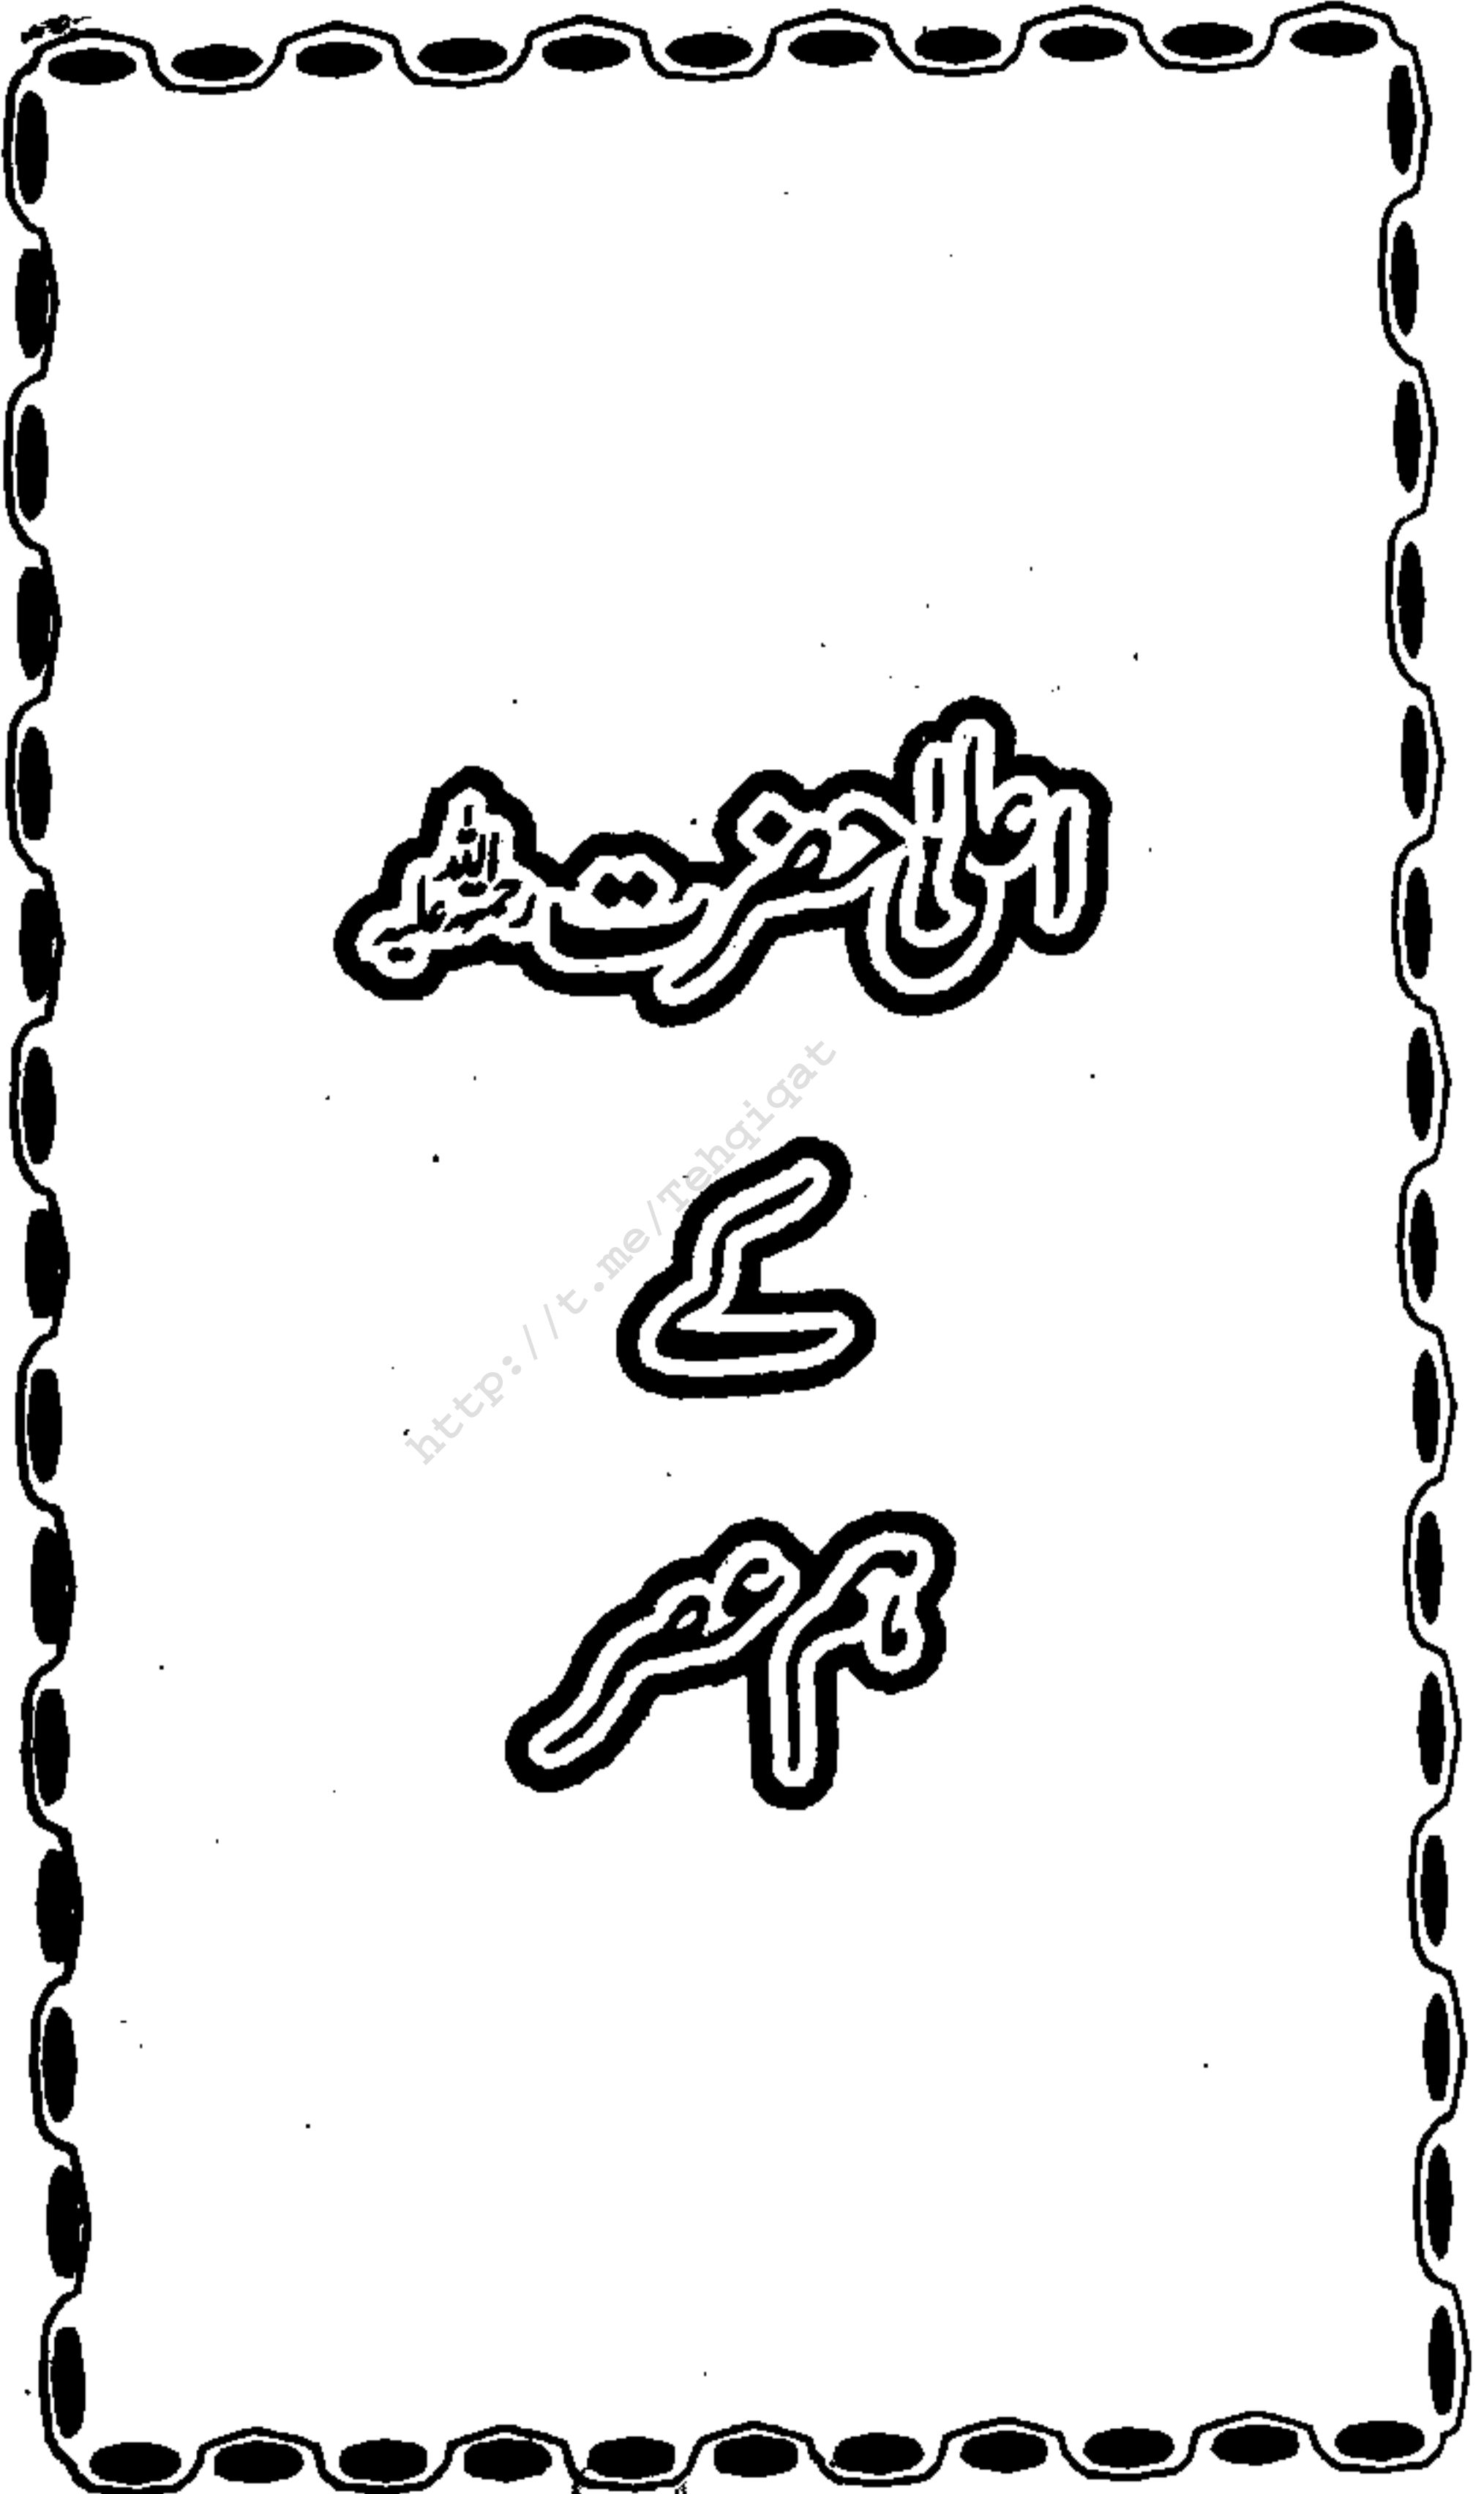 اعلیٰ حضرت رحمۃ اللہ علیہ
کے
ہم عصر
http://t.me/Tehqiqat